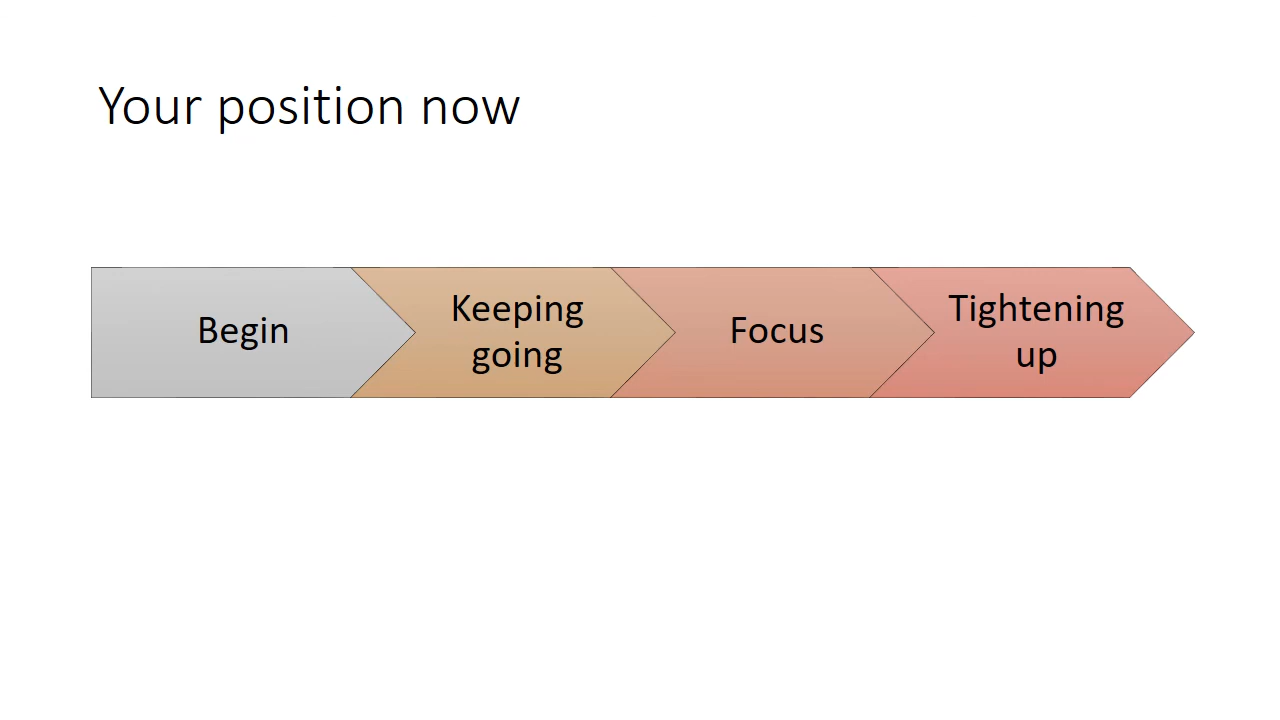 Your position now
Begin
Keeping
going
Focus
Tightening
up